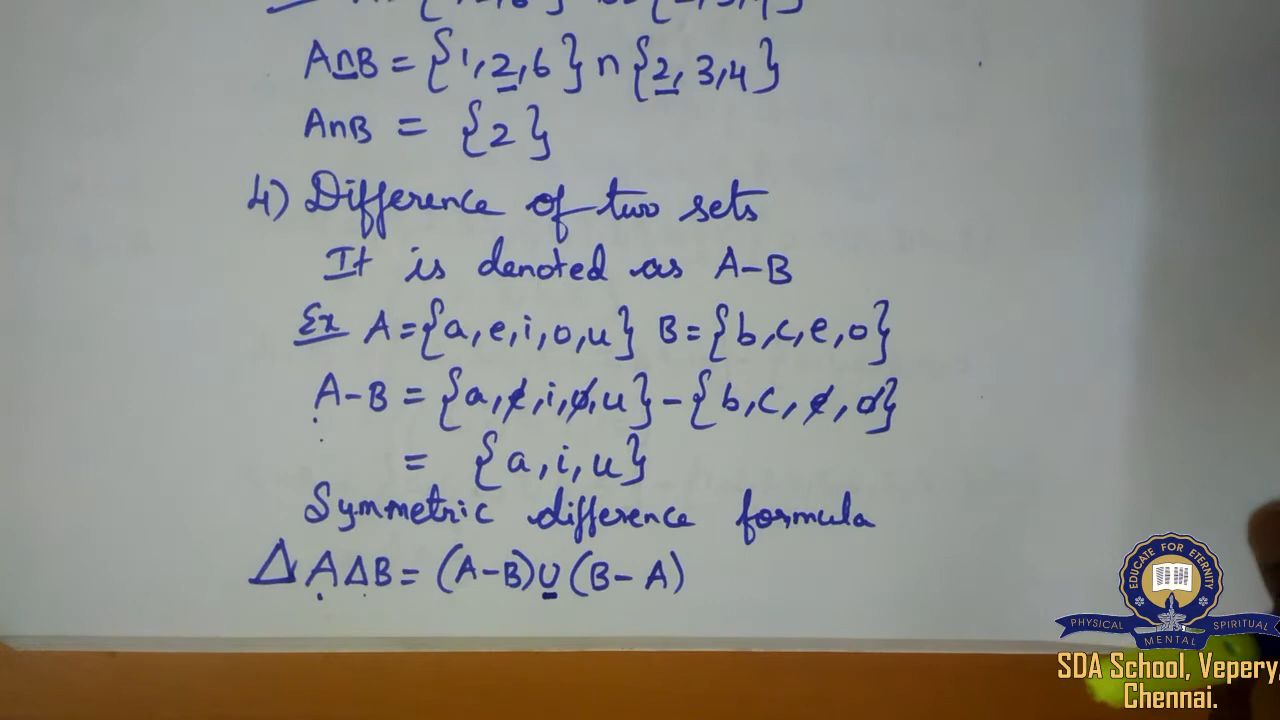 A∩B = {1,2,6} ∩ {2,3,4}
A∩B = {2}
4) Difference of two sets
It is denoted as A-B
Ex A={a,e,i,o,u} B={b,c,e,o}
A-B = {a,e,i,o,u}-{b,c,e,o}
= {a,i,u}
Symmetric difference formula
Δ AΔB= (A-B)∪(B-A)
EDUCATE FOR ETERNITY
PHYSICAL MENTAL SPIRITUAL
SDA School, Vepery,
Chennai.